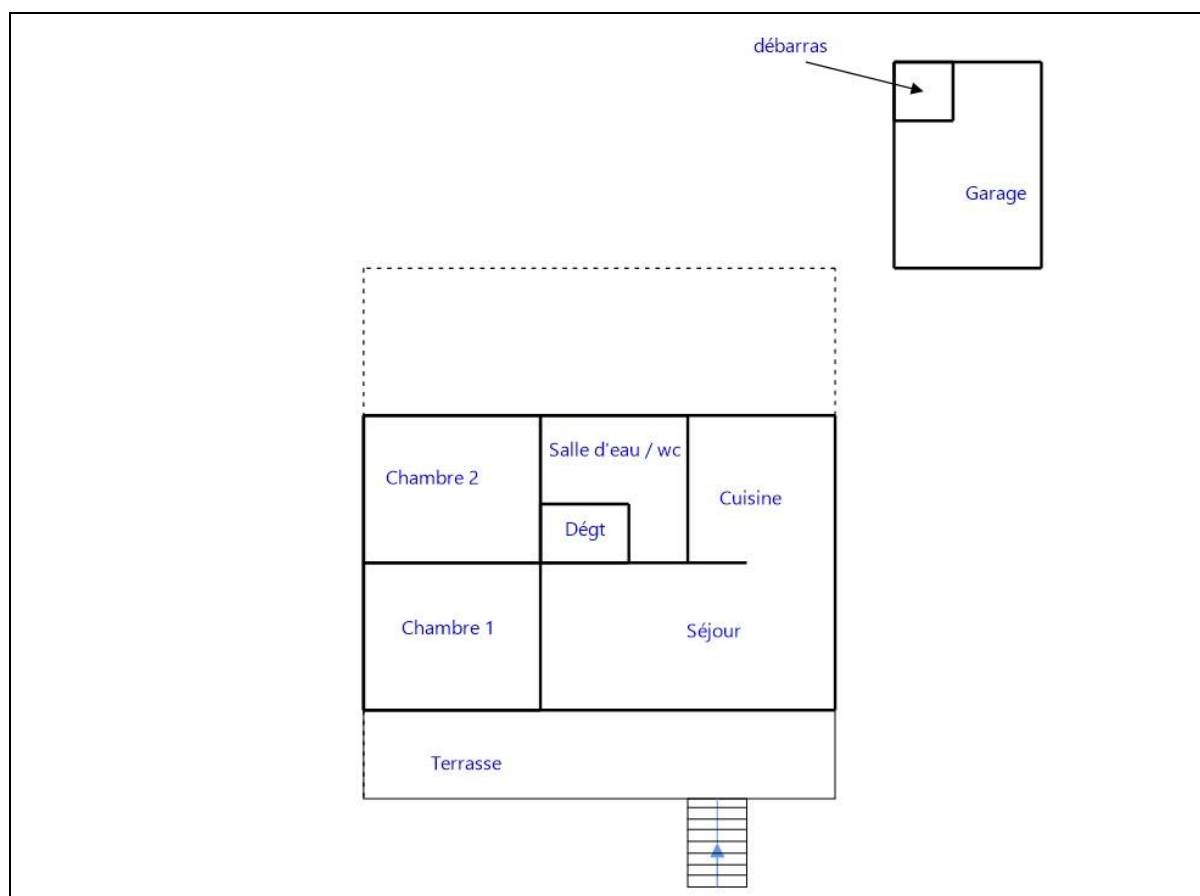 débarras
Garage
Salle d'eau / wc
Chambre 2
Cuisine
Dégt
Chambre 1
Séjour
Terrasse